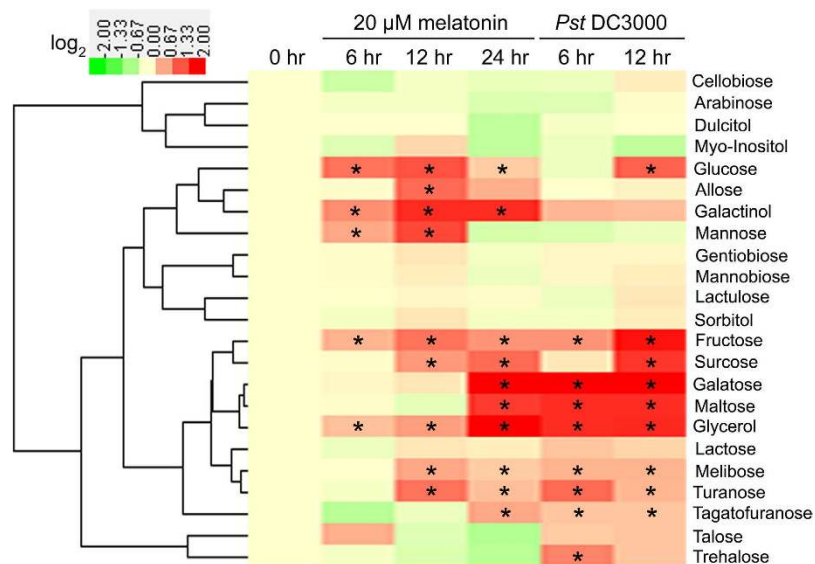 20 µM melatonin Pst DC3000
log2 -2.00 -1.33 -0.67 0.00 0.67 1.33 2.00
0 hr 6 hr 12 hr 24 hr 6 hr 12 hr
Cellobiose
Arabinose
Dulcitol
Myo-Inositol
* * * * Glucose
* Allose
* * * Galactinol
* * Mannose
Gentiobiose
Mannobiose
Lactulose
Sorbitol
* * * * * Fructose
* * * Surcose
* * * Galatose
* * * Maltose
* * * * * Glycerol
Lactose
* * * * Melibose
* * * * Turanose
* * * Tagatofuranose
Talose
* Trehalose